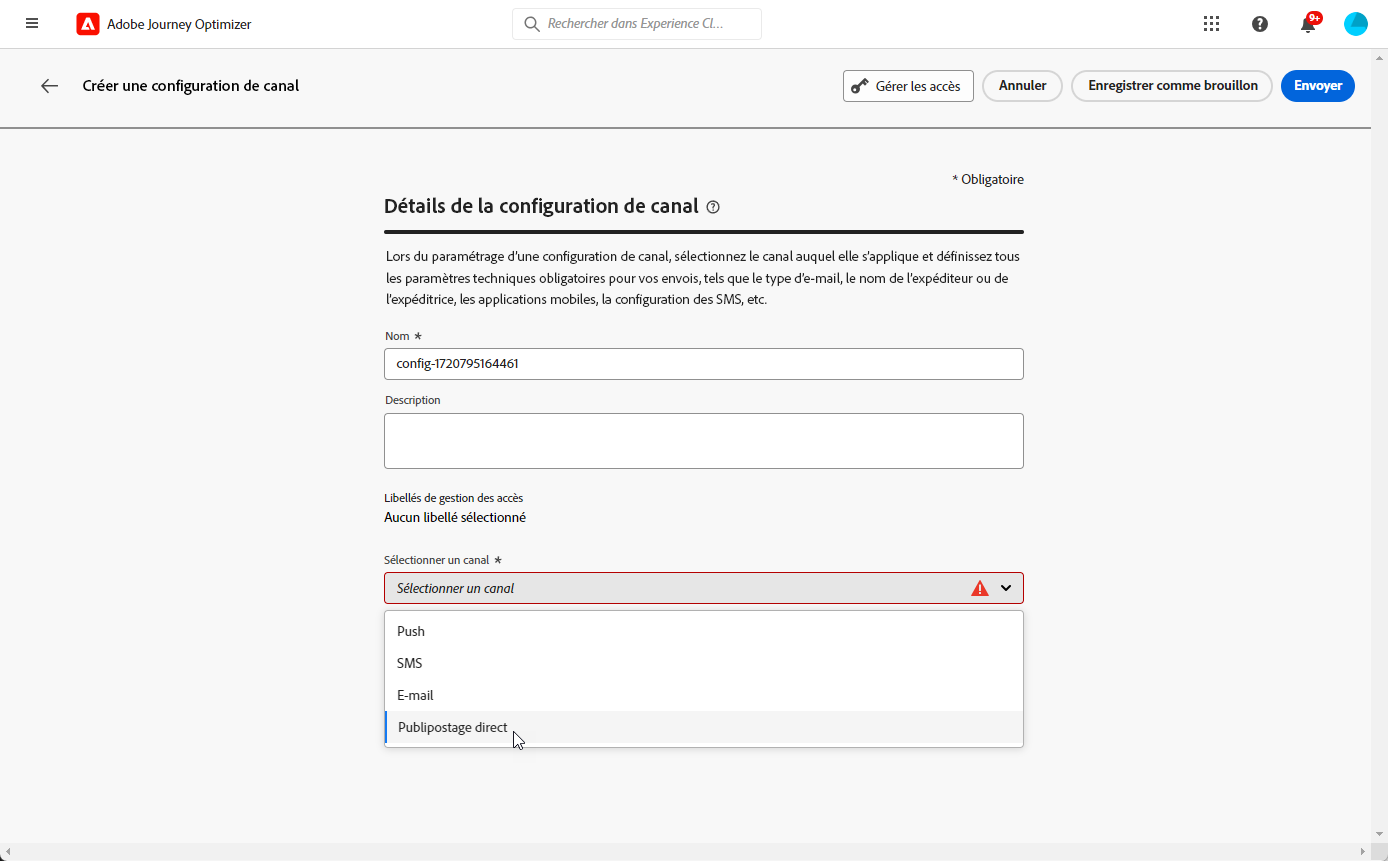 Adobe Journey Optimizer
Rechercher dans Experience Cl...
9+
Créer une configuration de canal
Gérer les accès
Annuler
Enregistrer comme brouillon
Envoyer
* Obligatoire
Détails de la configuration de canal
Lors du paramétrage d'une configuration de canal, sélectionnez le canal auquel elle s'applique et définissez tous
les paramètres techniques obligatoires pour vos envois, tels que le type d'e-mail, le nom de l'expéditeur ou de
l'expéditrice, les applications mobiles, la configuration des SMS, etc.
Nom *
config-1720795164461
Description
Libellés de gestion des accès
Aucun libellé sélectionné
Sélectionner un canal *
Sélectionner un canal
Push
SMS
E-mail
Publipostage direct